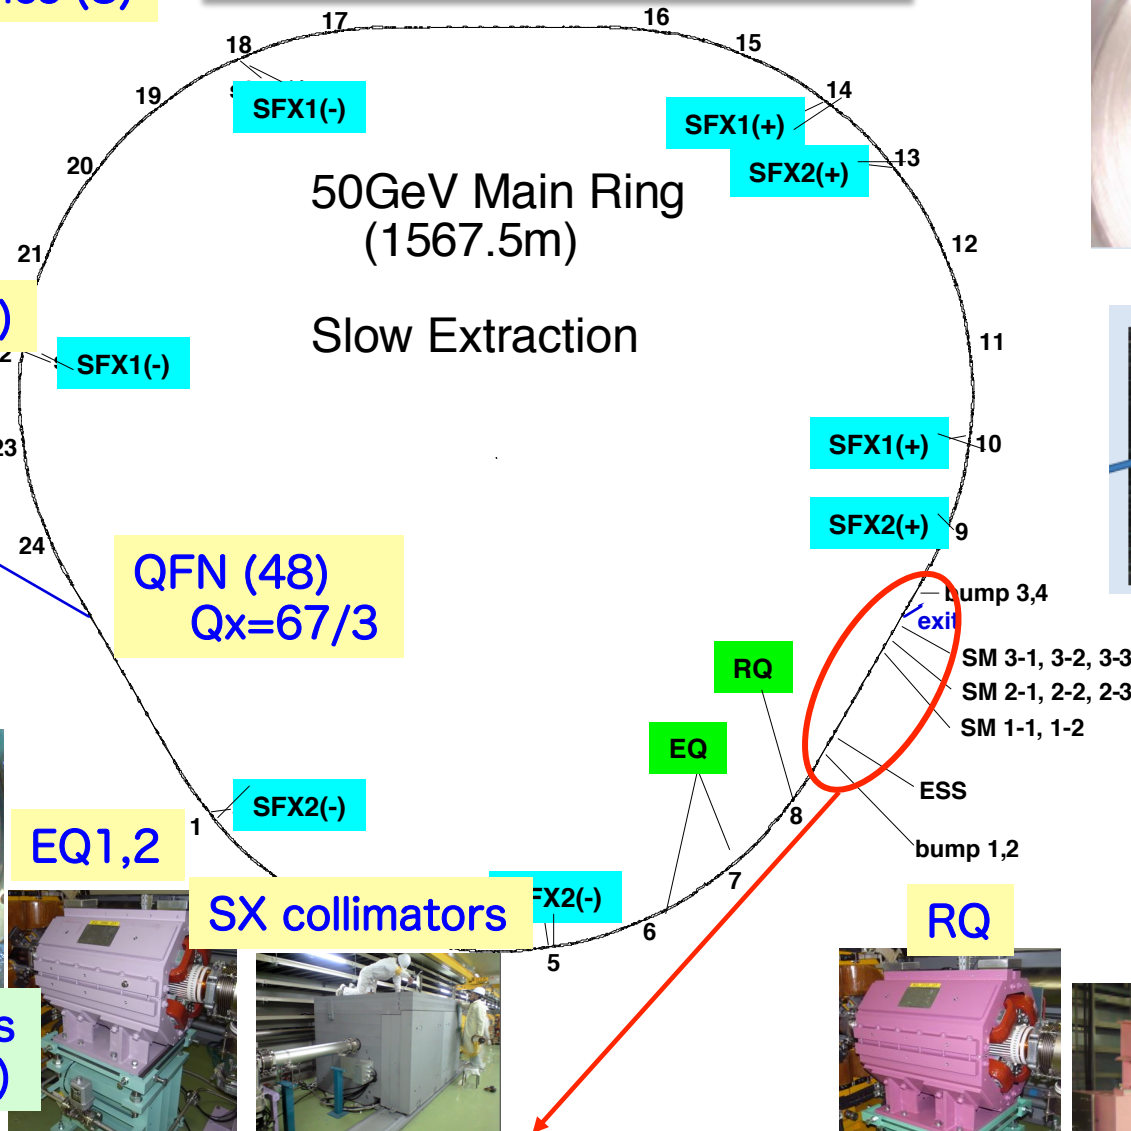 17
16
18
15
19
14
SFX1(-)
SFX1(+)
13
20
SFX2(+)
50GeV Main Ring
(1567.5m)
21
12
)
Slow Extraction
11
2
SFX1(-)
23
SFX1(+)
10
SFX2(+)
9
24
QFN (48)
Qx=67/3
bump 3,4
exit
SM 3-1, 3-2, 3-3
RQ
SM 2-1, 2-2, 2-3
SM 1-1, 1-2
EQ
ESS
SFX2(-)
1
8
EQ1,2
bump 1,2
7
FX2(-)
SX collimators
RQ
6
5
s
)